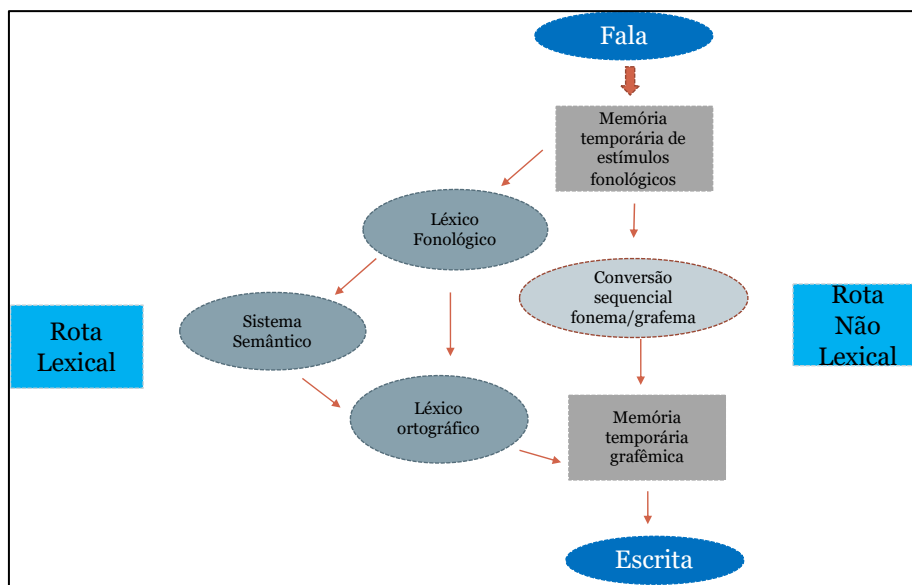 Fala
Memória
temporária de
estímulos
fonológicos
Léxico
Fonológico
Conversão
sequencial
fonema/grafema
Rota
Lexical
Sistema
Semântico
Rota
Não
Lexical
Léxico
ortográfico
Memória
temporária
grafêmica
Escrita